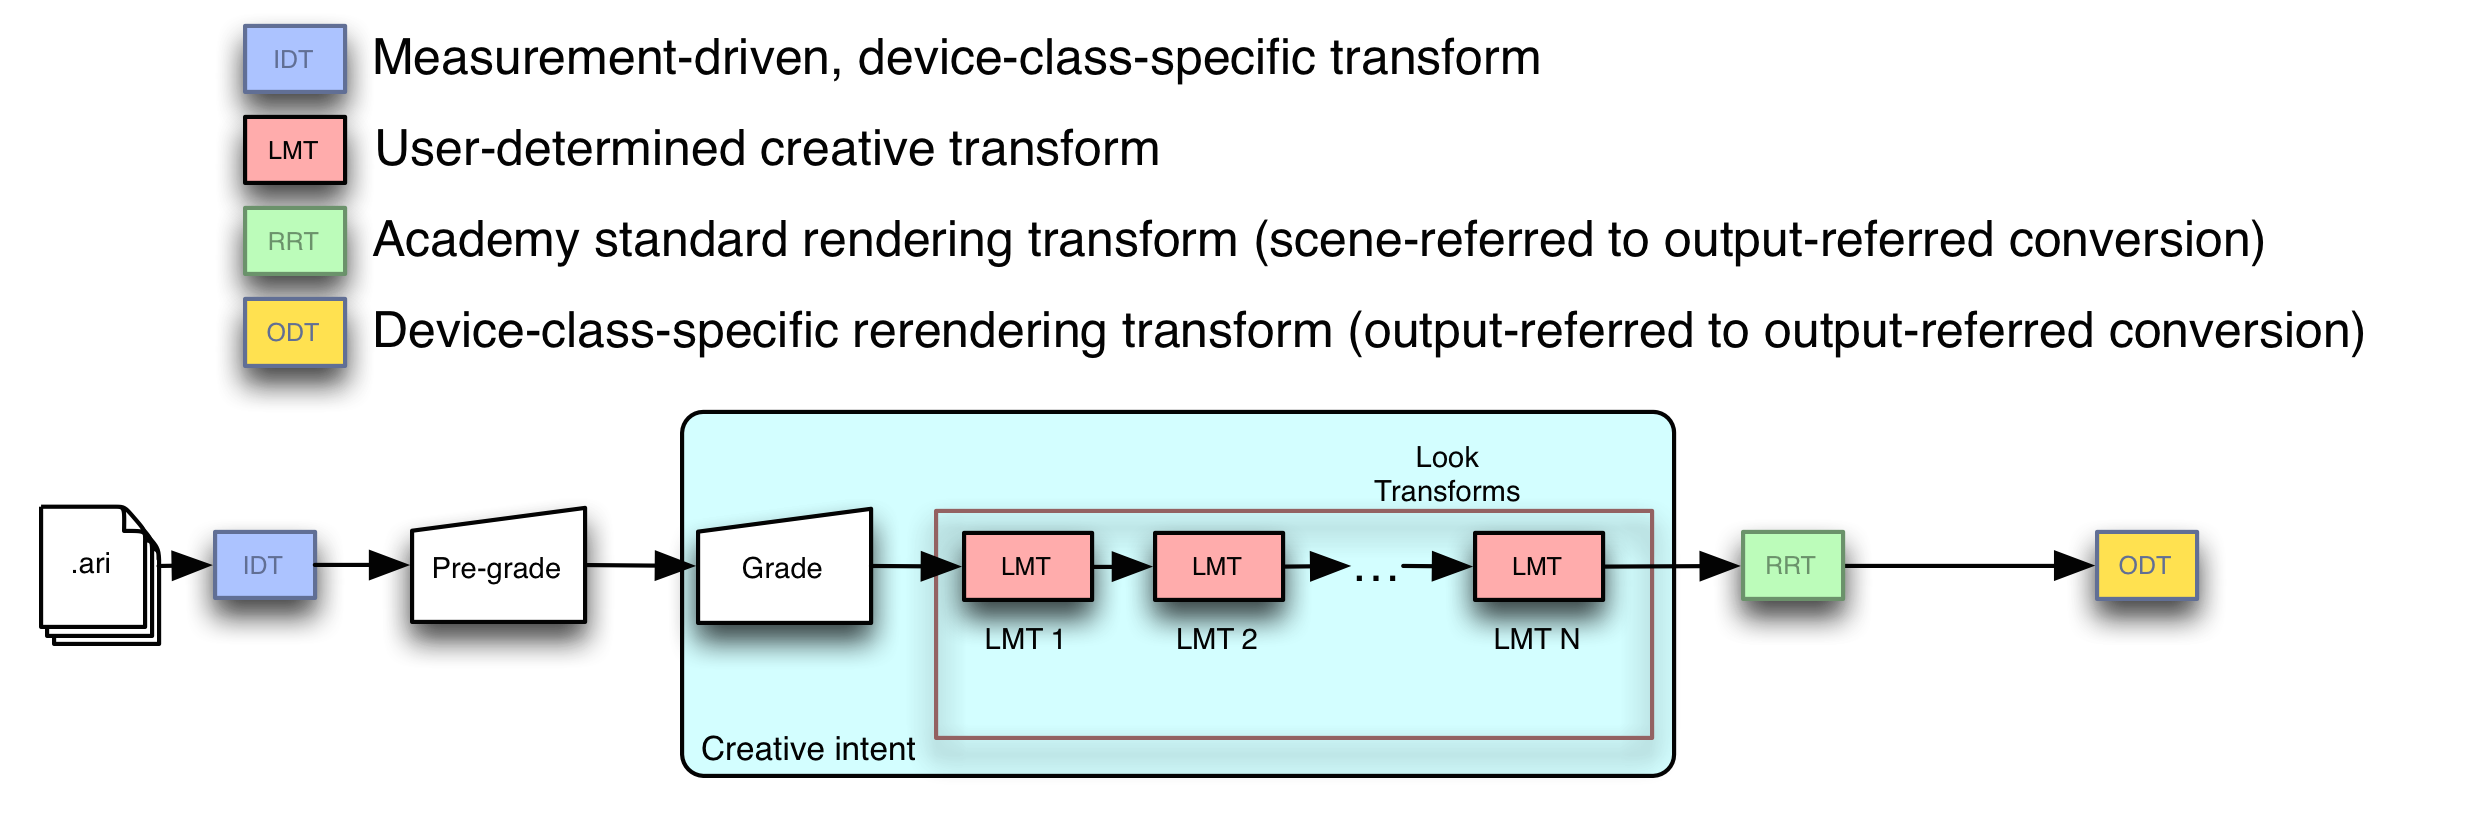 IDT Measurement-driven, device-class-specific transform
LMT User-determined creative transform
RRT Academy standard rendering transform (scene-referred to output-referred conversion)
ODT Device-class-specific rerendering transform (output-referred to output-referred conversion)
Look
Transforms
.ari IDT Pre-grade Grade LMT LMT ... LMT RRT ODT
LMT 1 LMT 2 LMT N
Creative intent